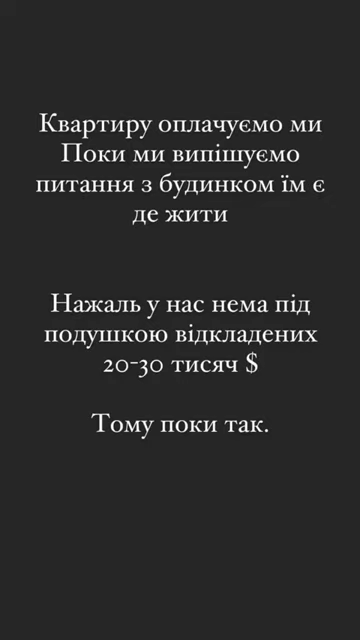 Квартиру оплачуємо ми
Поки ми випішуємо
питання з будинком їм є
де жити
Нажаль у нас нема під
подушкою відкладених
20-30 тисяч $
Тому поки так.